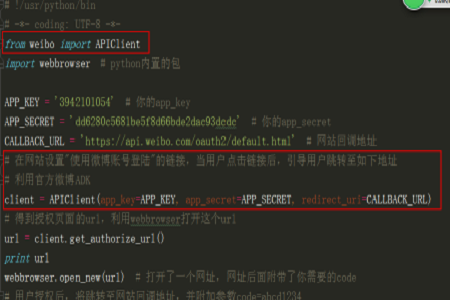 # !/usr/python/bin
# -*- coding: UTF-8 -*-
from weibo import APIClient
import webbrowser # python内置的包
APP_KEY = '3942101054' # 你的app_key
APP_SECRET = 'dd6280c5681be5f8d66bde2dac93dcdc' # 你的app_secret
CALLBACK_URL = 'https://api.weibo.com/oauth2/default.html' # 网站回调地址
# 在网站设置"使用微博账号登陆"的链接，当用户点击链接后，引导用户跳转至如下地址
# 利用官方微博ADK
client = APIClient(app_key=APP_KEY, app_secret=APP_SECRET, redirect_uri=CALLBACK_URL)
# 得到授权页面的url，利用webbrowser打开这个url
url = client.get_authorize_url()
print url
webbrowser.open_new(url) # 打开了一个网址，网址后面附带了你需要的code
# 用户授权后，将跳转至网站回调地址，并附加参数code=abcd1234